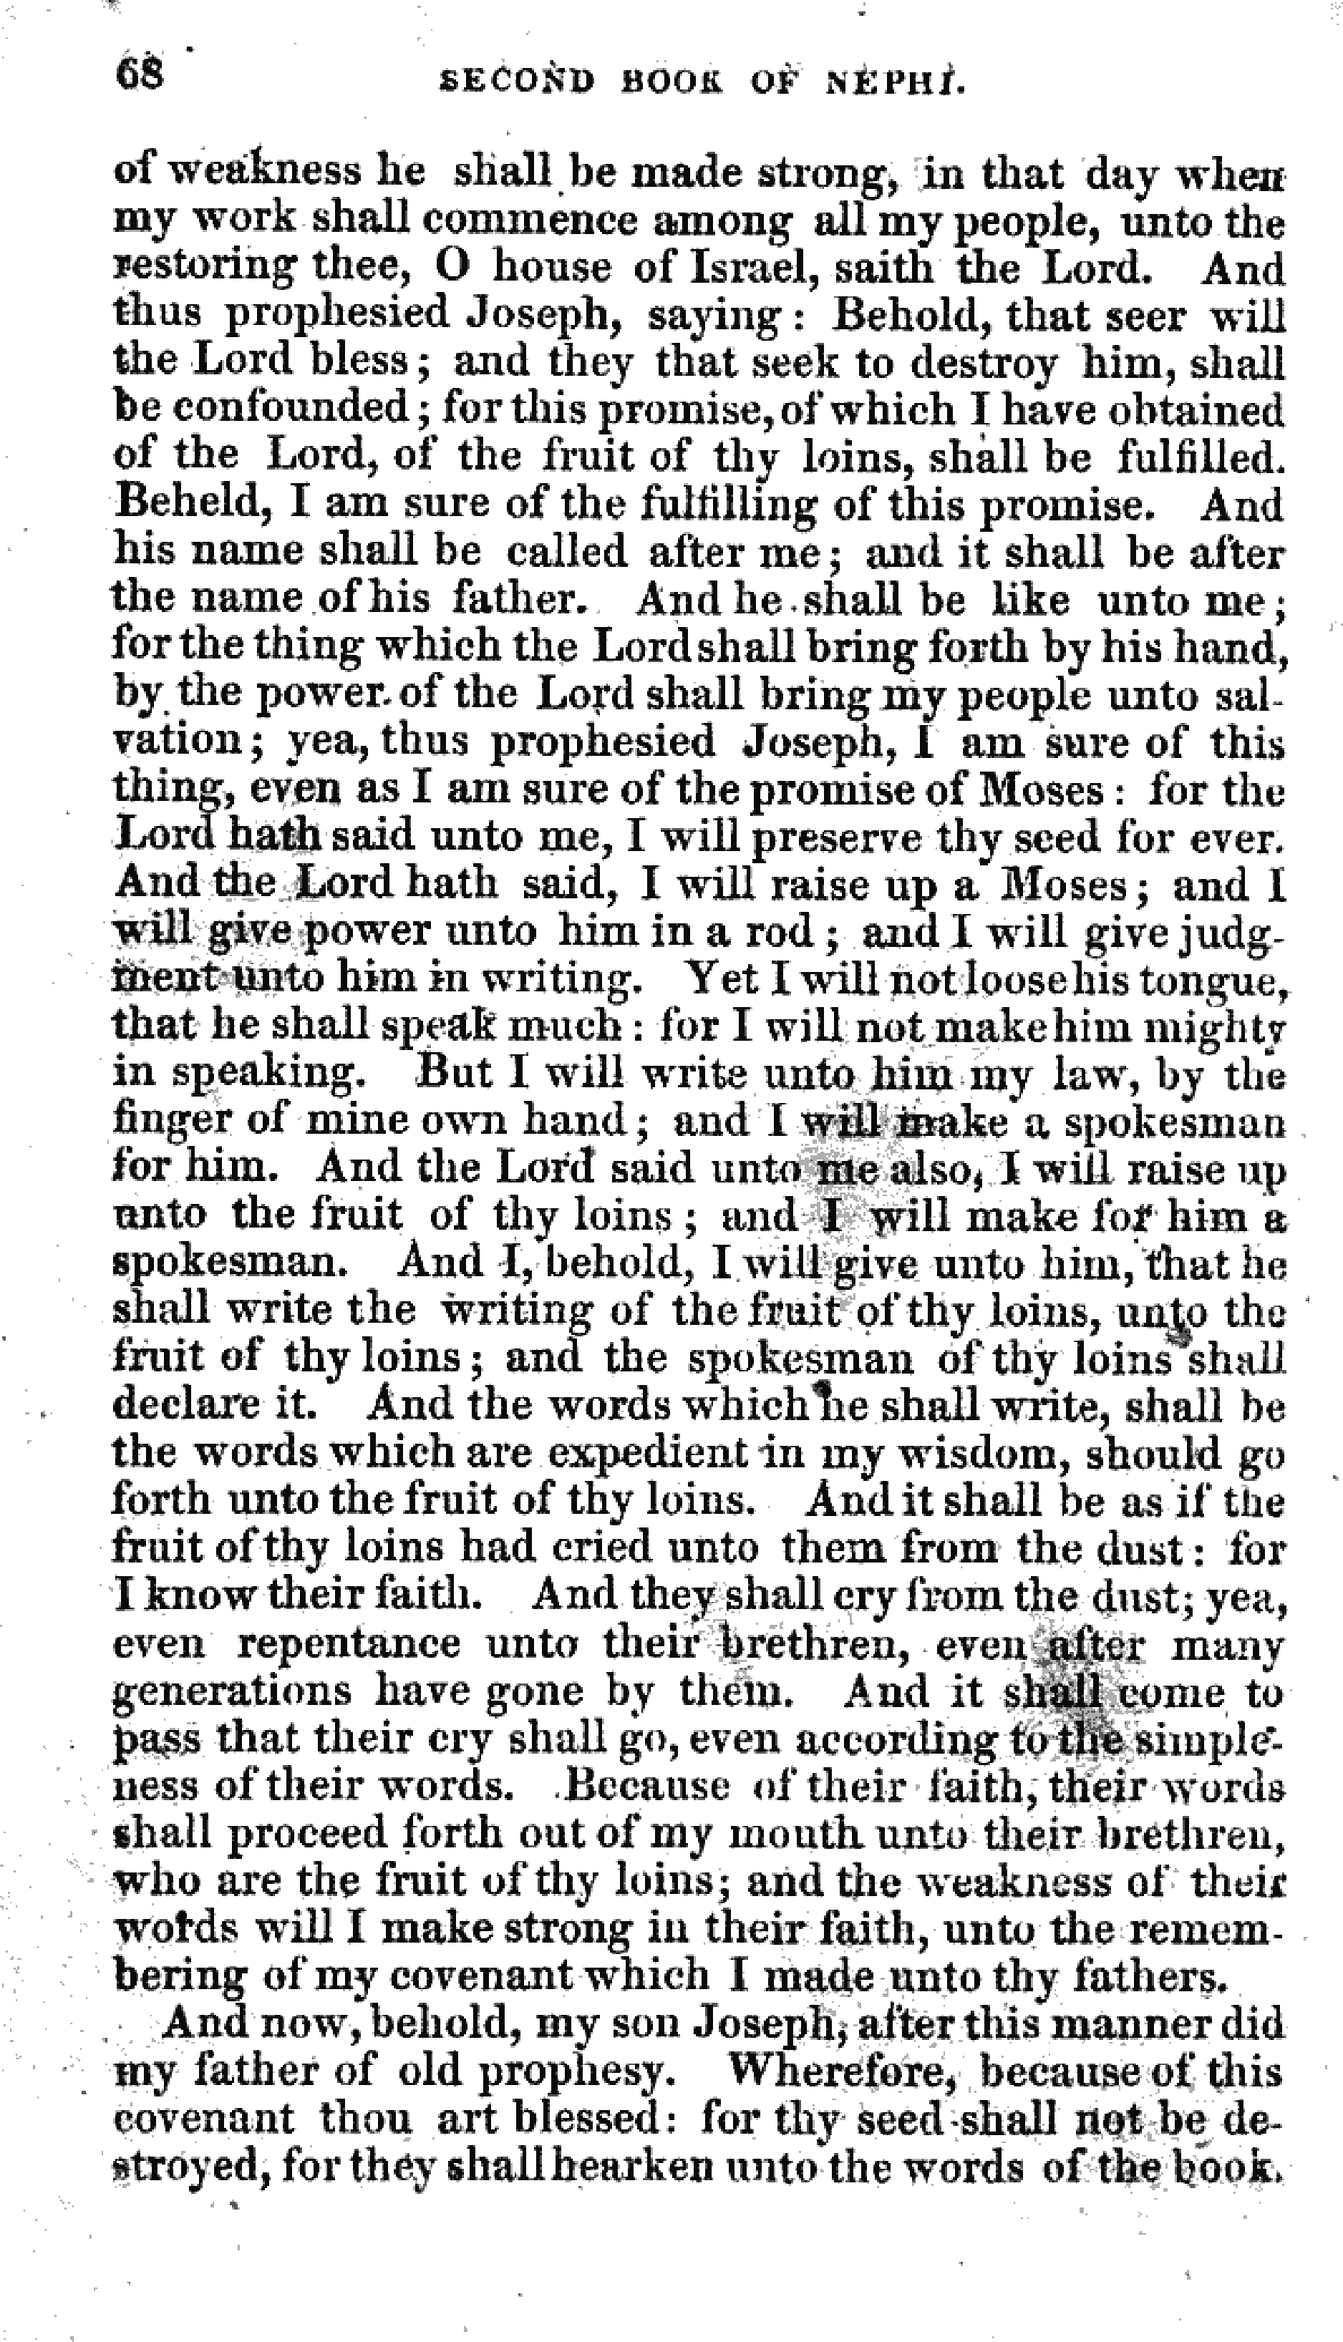 68 SECOND BOOK OF NEPHI.
of weakness he shall be made strong, in that day when
my work shall commence among all my people, unto the
restoring thee, O house of Israel, saith the Lord. And
thus prophesied Joseph, saying: Behold, that seer will
the Lord bless; and they that seek to destroy him, shall
be confounded; for this promise, of which I have obtained
of the Lord, of the fruit of thy loins, shall be fulfilled.
Beheld, I am sure of the fulfilling of this promise. And
his name shall be called after me; and it shall be after
the name of his father. And he shall be like unto me;
for the thing which the Lord shall bring forth by his hand,
by the power of the Lord shall bring my people unto sal-
vation; yea, thus prophesied Joseph, I am sure of this
thing, even as I am sure of the promise of Moses: for the
Lord hath said unto me, I will preserve thy seed for ever.
And the Lord hath said, I will raise up a Moses; and I
will give power unto him in a rod; and I will give judg-
ment unto him in writing. Yet I will not loose his tongue,
that he shall speak much: for I will not make him mighty
in speaking. But I will write unto him my law, by the
finger of mine own hand; and I will make a spokesman
for him. And the Lord said unto me also, I will raise up
unto the fruit of thy loins; and I will make for him a
spokesman. And I, behold, I will give unto him, that he
shall write the writing of the fruit of thy loins, unto the
fruit of thy loins; and the spokesman of thy loins shall
declare it. And the words which he shall write, shall be
the words which are expedient in my wisdom, should go
forth unto the fruit of thy loins. And it shall be as if the
fruit of thy loins had cried unto them from the dust: for
I know their faith. And they shall cry from the dust; yea,
even repentance unto their brethren, even after many
generations have gone by them. And it shall come to
pass that their cry shall go, even according to the simple-
ness of their words. Because of their faith, their words
shall proceed forth out of my mouth unto their brethren,
who are the fruit of thy loins; and the weakness of their
words will I make strong in their faith, unto the remem-
bering of my covenant which I made unto thy fathers.
And now, behold, my son Joseph, after this manner did
my father of old prophesy. Wherefore, because of this
covenant thou art blessed: for thy seed shall not be de-
stroyed, for they shall hearken unto the words of the book.